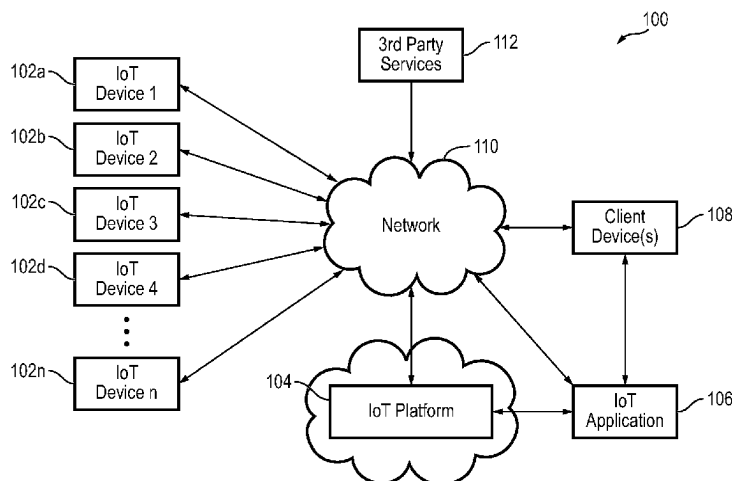 100
3rd Party
Services
112
102a
IoT
Device 1
102b
IoT
Device 2
110
102c
IoT
Device 3
Network
Client
Device(s)
108
102d
IoT
Device 4
102n
IoT
Device n
104
IoT Platform
IoT
Application
106